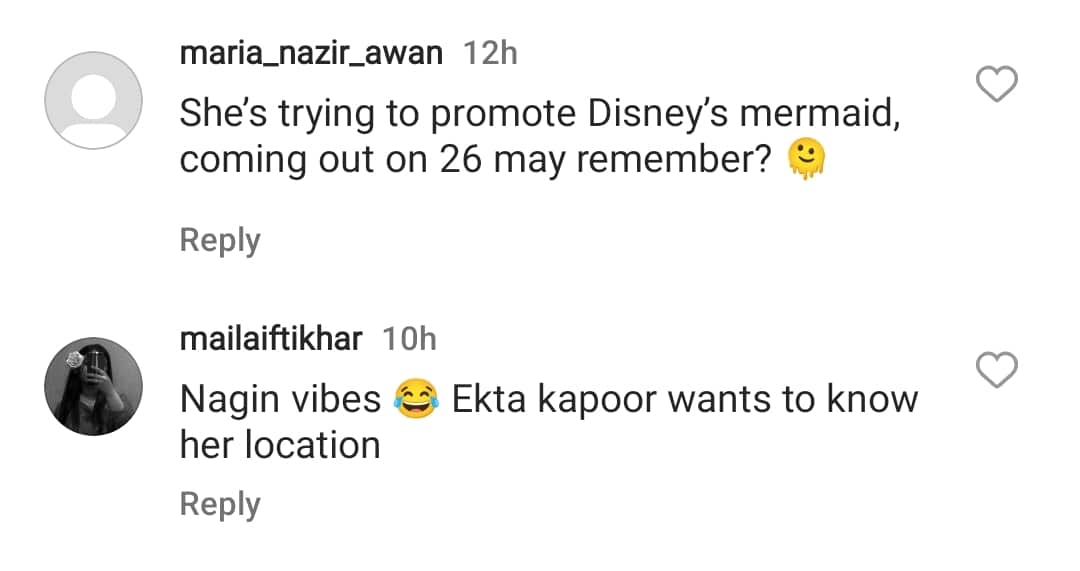 maria_nazir_awan 12h
She’s trying to promote Disney’s mermaid,
coming out on 26 may remember? 🫠
Reply
mailaiftikhar 10h
Nagin vibes 😂 Ekta kapoor wants to know
her location
Reply